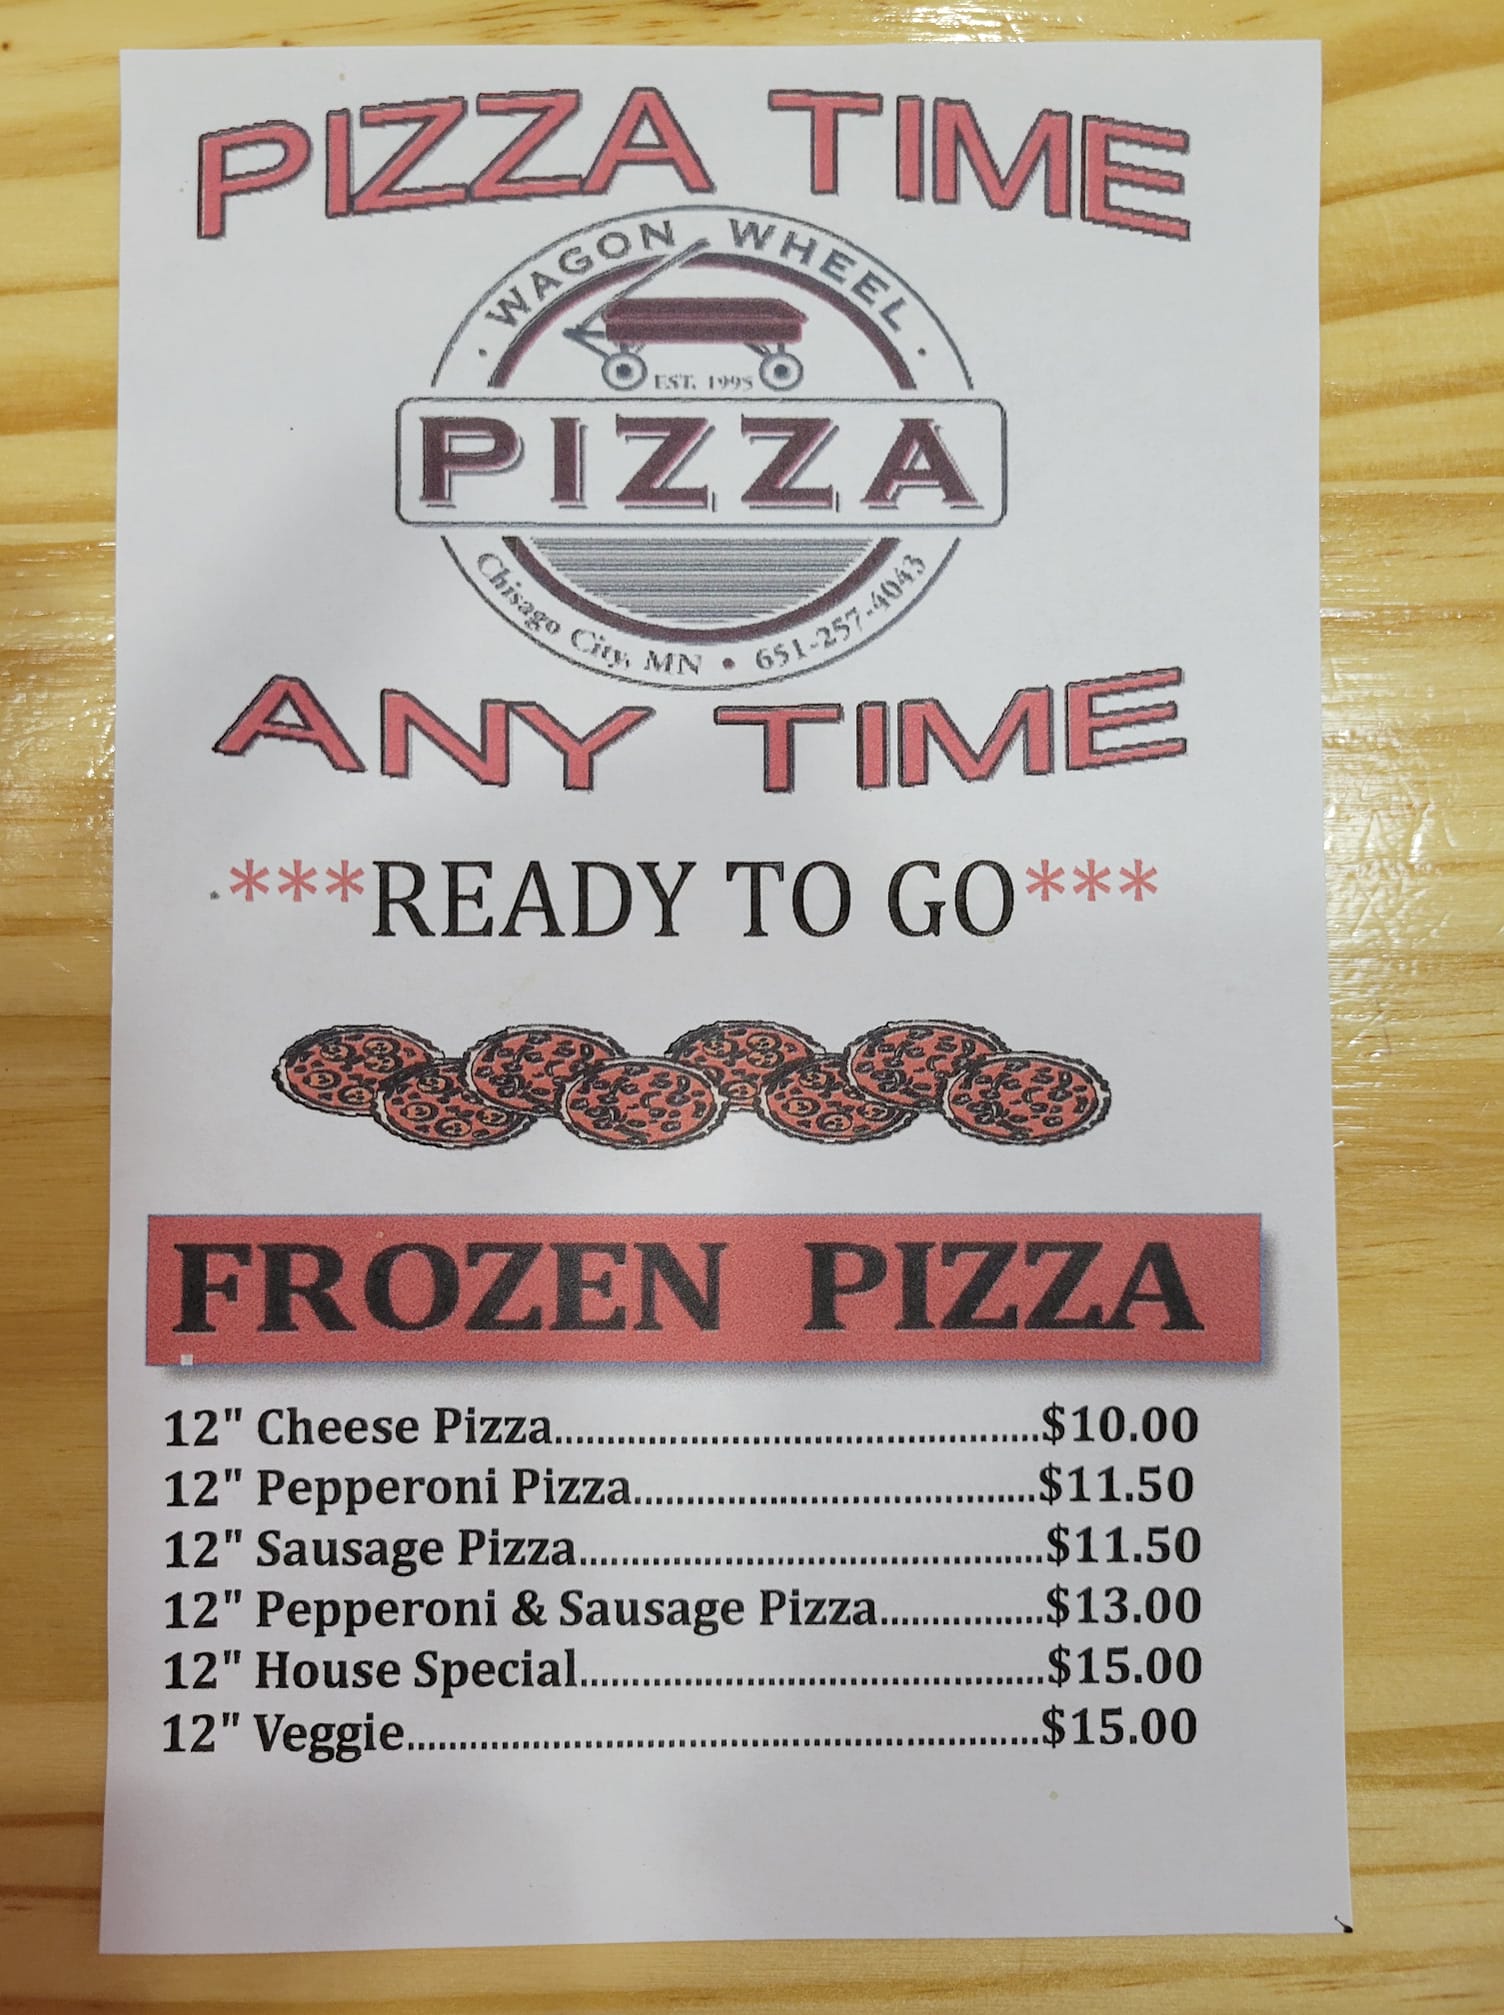 PIZZA TIME
WAGON WHEEL
EST. 1995
PIZZA
Chisago City, MN • 651-257-4043
ANY TIME
***READY TO GO***
FROZEN PIZZA
12" Cheese Pizza...............................................$10.00
12" Pepperoni Pizza.......................................$11.50
12" Sausage Pizza.............................................$11.50
12" Pepperoni & Sausage Pizza................$13.00
12" House Special.............................................$15.00
12" Veggie.............................................................$15.00